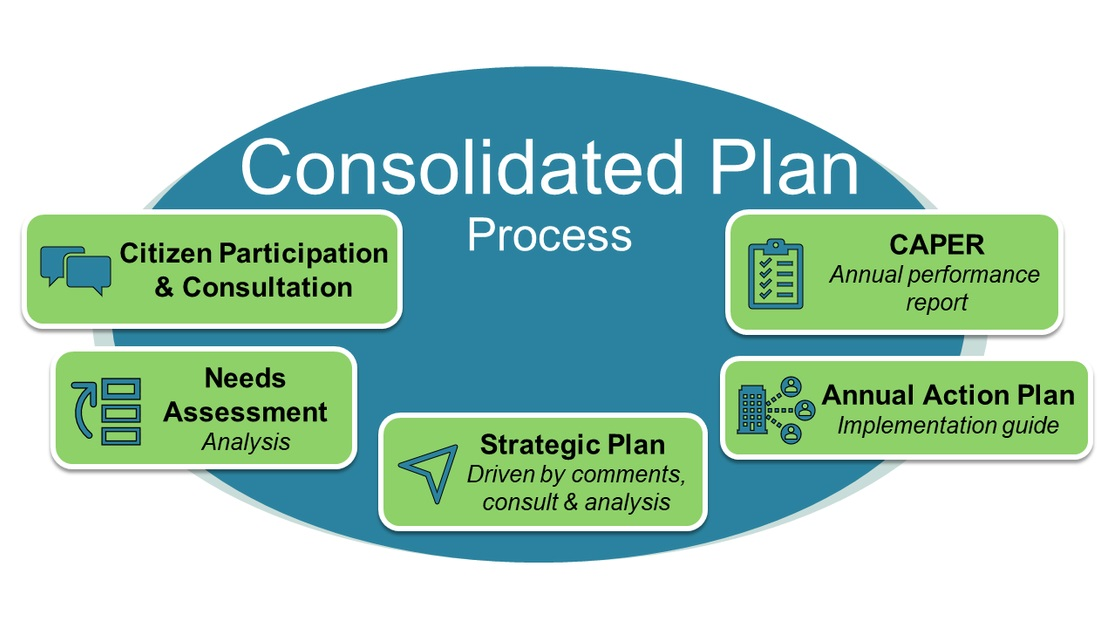 Consolidated Plan
Process
Citizen Participation
& Consultation
Needs
Assessment
Analysis
Strategic Plan
Driven by comments,
consult & analysis
Annual Action Plan
Implementation guide
CAPER
Annual performance
report